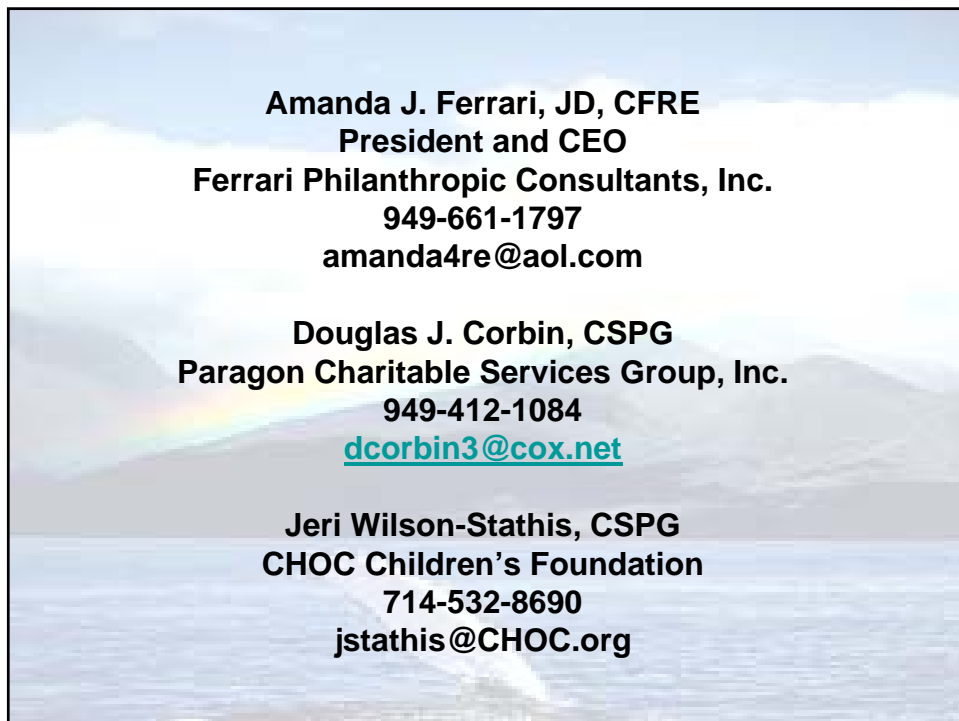 Amanda J. Ferrari, JD, CFRE
President and CEO
Ferrari Philanthropic Consultants, Inc.
949-661-1797
amanda4re@aol.com
Douglas J. Corbin, CSPG
Paragon Charitable Services Group, Inc.
949-412-1084
dcorbin3@cox.net
Jeri Wilson-Stathis, CSPG
CHOC Children’s Foundation
714-532-8690
jstathis@CHOC.org